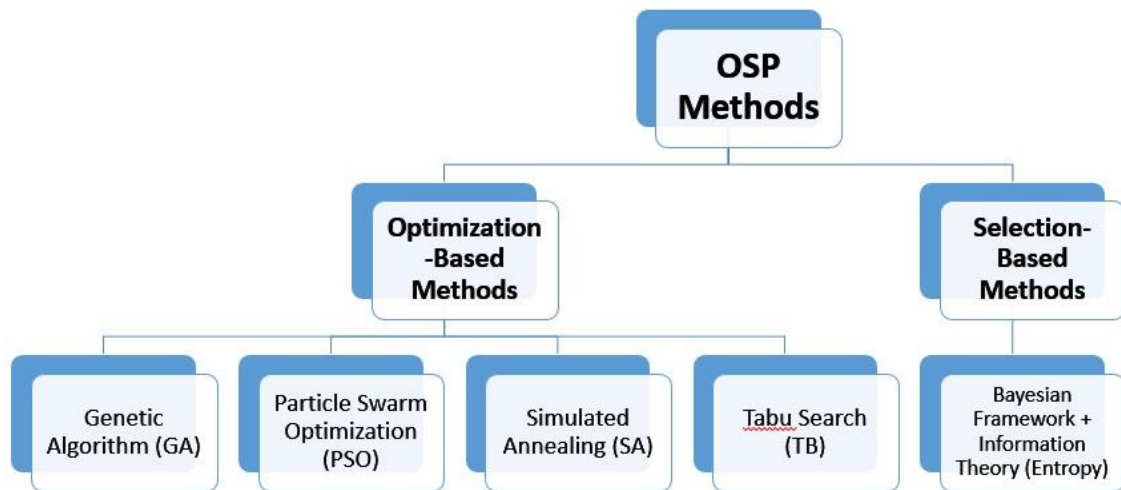 OSP
Methods
Optimization
-Based
Methods
Selection-
Based
Methods
Genetic
Algorithm (GA)
Particle Swarm
Optimization
(PSO)
Simulated
Annealing (SA)
Tabu Search
(TB)
Bayesian
Framework +
Information
Theory (Entropy)